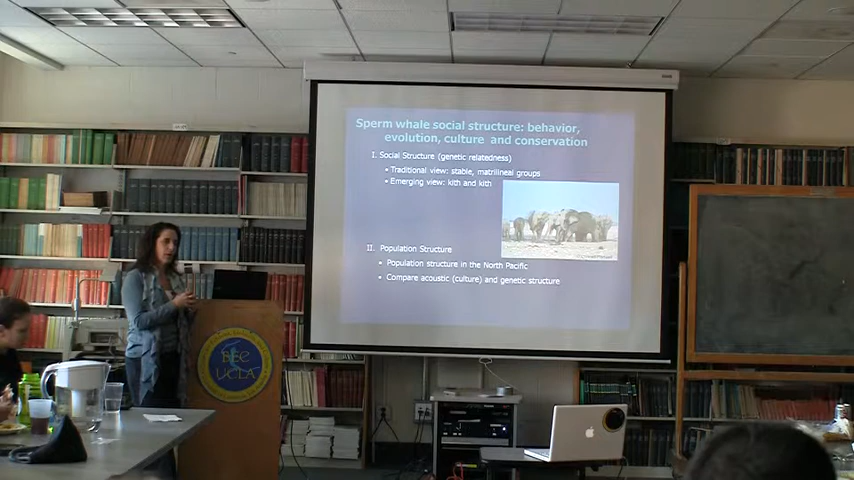 Sperm whale social structure: behavior,
evolution, culture and conservation
I. Social Structure (genetic relatedness)
• Traditional view: stable, matrilineal groups
• Emerging view: kith and kith
II. Population Structure
• Population structure in the North Pacific
• Compare acoustic (culture) and genetic structure
BEC
UCLA